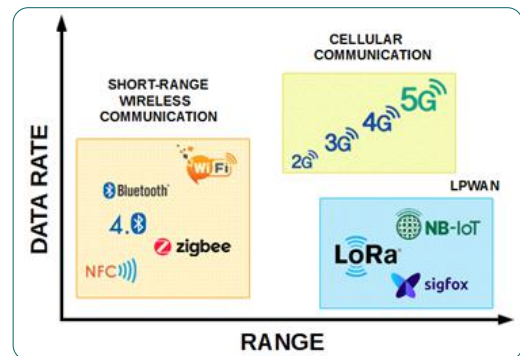 CELLULAR
COMMUNICATION
SHORT-RANGE
WIRELESS
COMMUNICATION
5G
4G
3G
2G
WiFi
Bluetooth
4.0
zigbee
NFC
LPWAN
NB-IoT
LoRa
sigfox
DATA RATE
RANGE